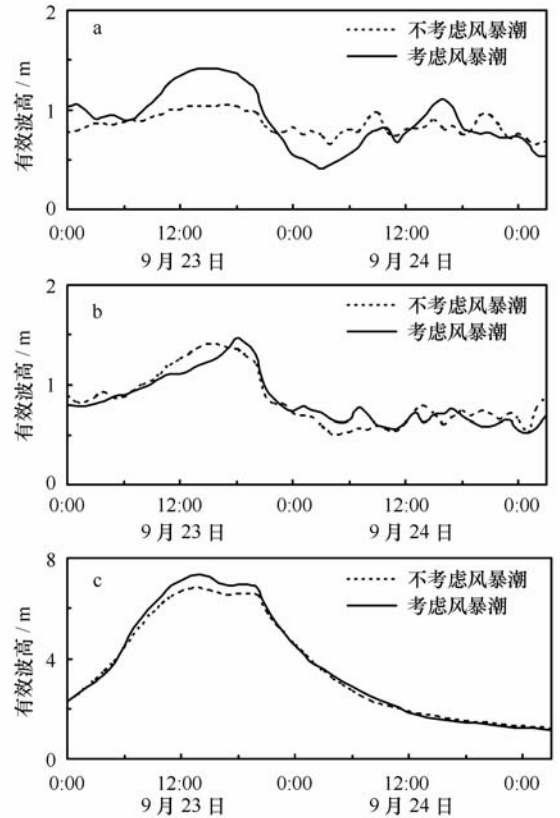 2
a
不考虑风暴潮
考虑风暴潮
有效波高 / m
1
0
0:00 12:00 0:00 12:00 0:00
9 月 23 日 9 月 24 日
2
b
不考虑风暴潮
考虑风暴潮
有效波高 / m
1
0
0:00 12:00 0:00 12:00 0:00
9 月 23 日 9 月 24 日
8
c
不考虑风暴潮
考虑风暴潮
有效波高 / m
4
0
0:00 12:00 0:00 12:00 0:00
9 月 23 日 9 月 24 日